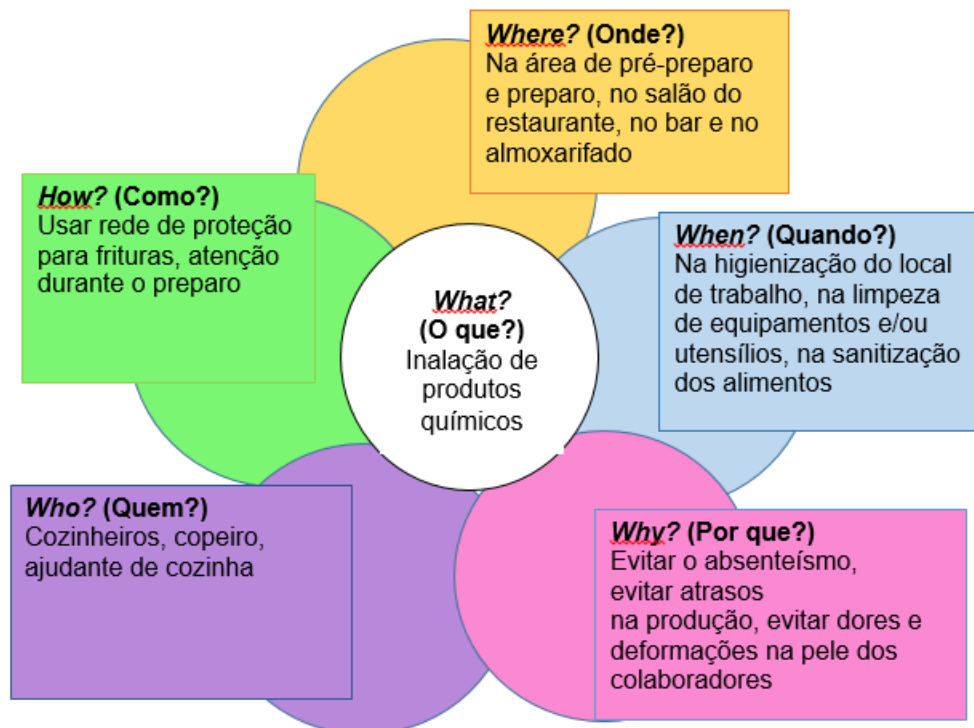 Where? (Onde?)
Na área de pré-preparo
e preparo, no salão do
restaurante, no bar e no
almoxarifado
How? (Como?)
Usar rede de proteção
para frituras, atenção
durante o preparo
When? (Quando?)
Na higienização do local
de trabalho, na limpeza
de equipamentos e/ou
utensílios, na sanitização
dos alimentos
What?
(O que?)
Inalação de
produtos
químicos
Who? (Quem?)
Cozinheiros, copeiro,
ajudante de cozinha
Why? (Por que?)
Evitar o absenteísmo,
evitar atrasos
na produção, evitar dores e
deformações na pele dos
colaboradores